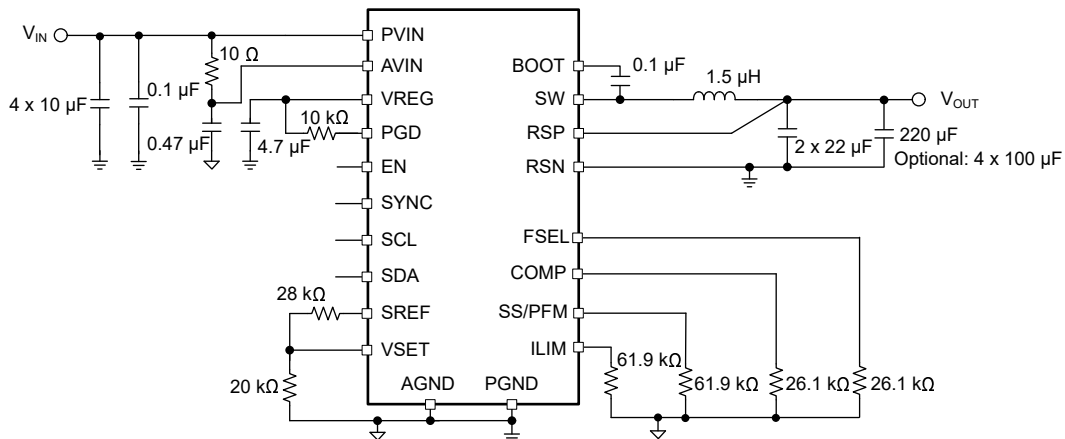 V_IN
PVIN
10 Ω
AVIN
BOOT
0.1 µF
1.5 µH
0.1 µF
4 x 10 µF
VREG
SW
V_OUT
10 kΩ
PGD
RSP
0.47 µF
4.7 µF
2 x 22 µF
220 µF
Optional: 4 x 100 µF
EN
RSN
SYNC
FSEL
SCL
COMP
SDA
28 kΩ
SREF
SS/PFM
VSET
ILIM
61.9 kΩ
20 kΩ
AGND
PGND
61.9 kΩ
26.1 kΩ
26.1 kΩ